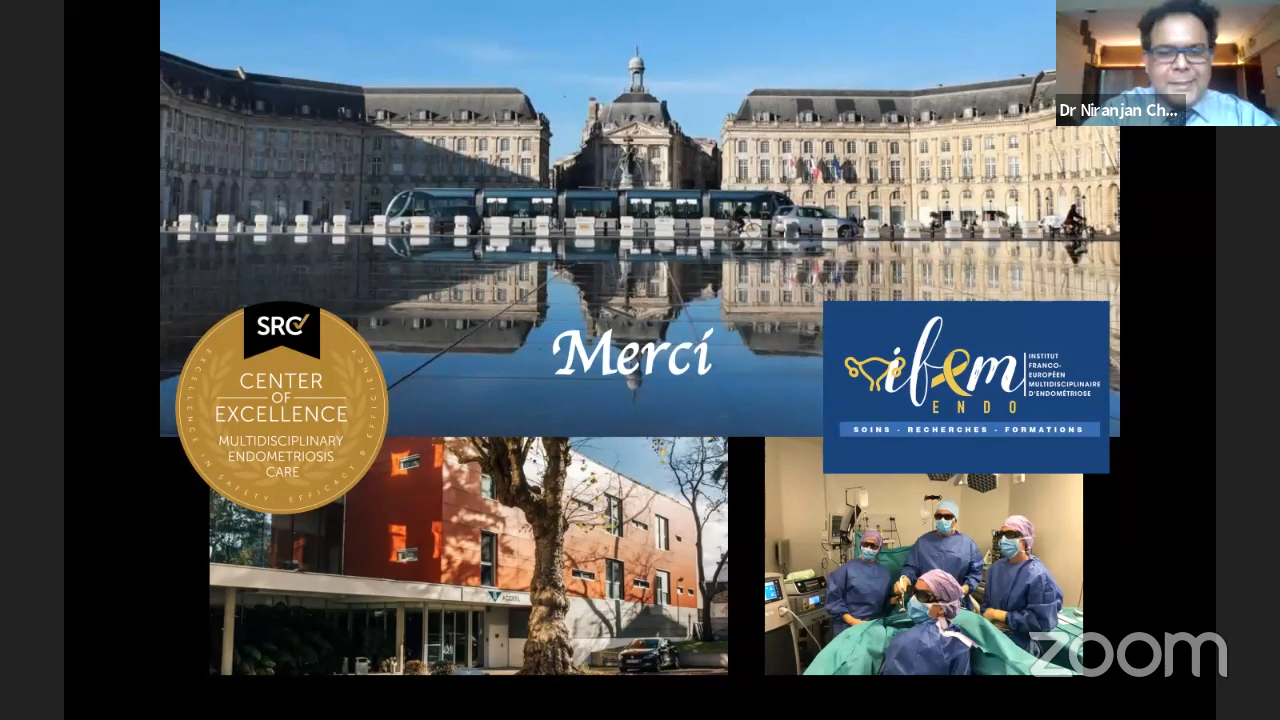 Dr Niranjan Ch...
SRC
CENTER
OF
EXCELLENCE
MULTIDISCIPLINARY
ENDOMETRIOSIS
CARE
EXCELLENCE IN SAFETY, EFFICACY & EFFICIENCY
Merci
ifem
ENDO
INSTITUT
FRANCO-
EUROPÉEN
MULTIDISCIPLINAIRE
D'ENDOMÉTRIOSE
SOINS - RECHERCHES - FORMATIONS
ACCUEIL
zoom